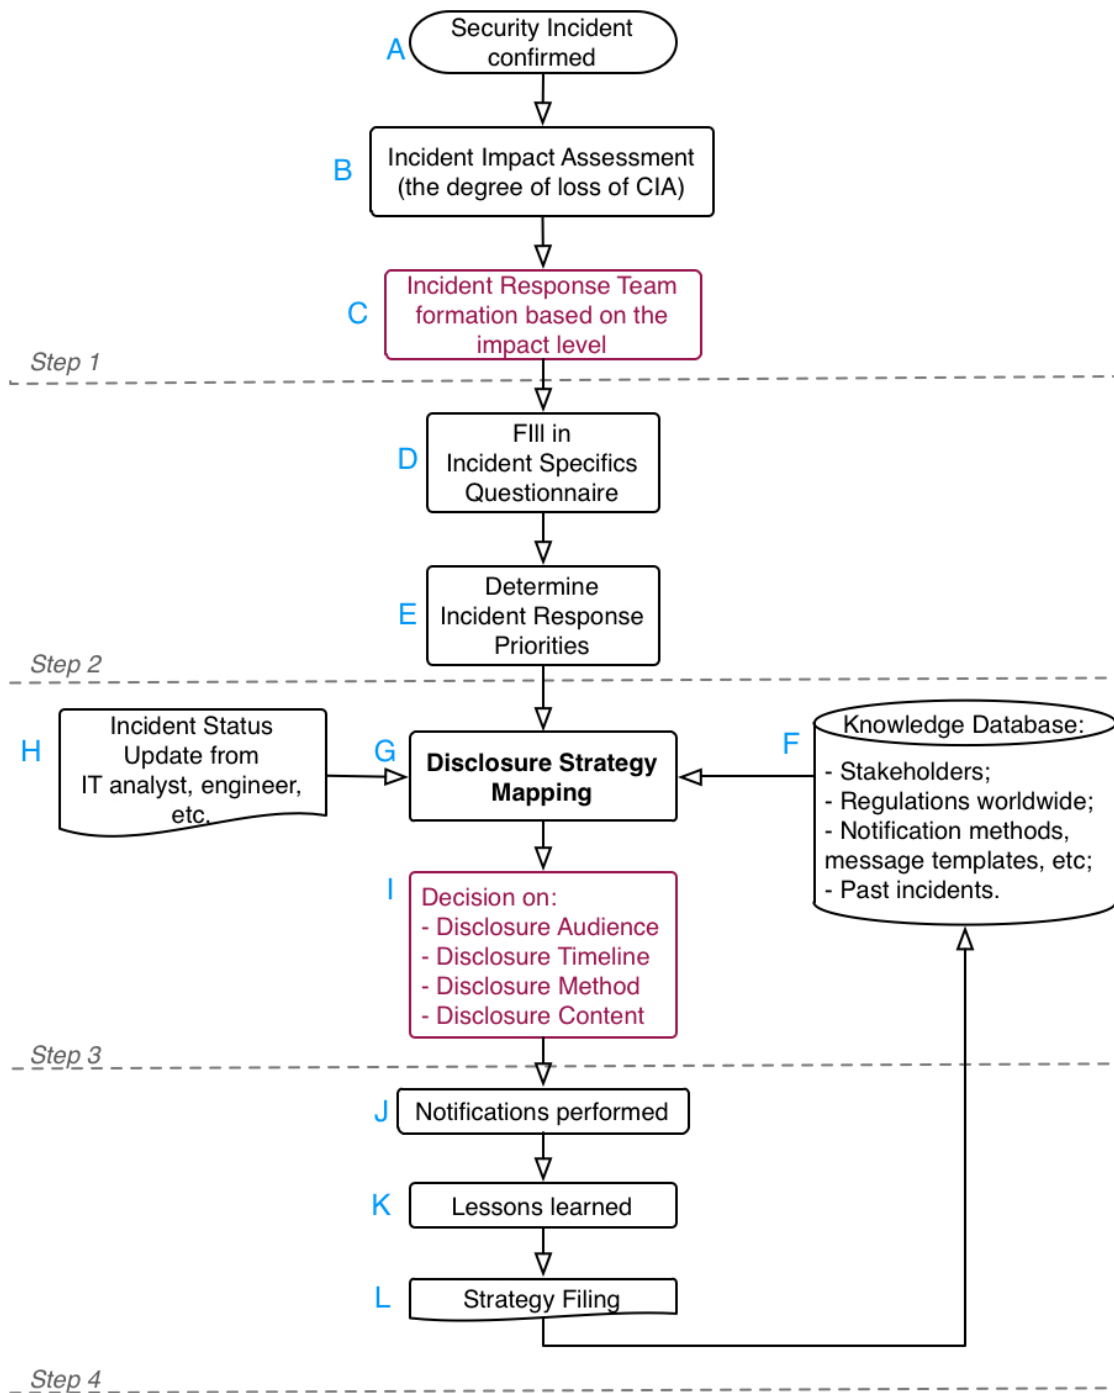 A
Security Incident
confirmed
B
Incident Impact Assessment
(the degree of loss of CIA)
C
Incident Response Team
formation based on the
impact level
Step 1
D
FIll in
Incident Specifics
Questionnaire
E
Determine
Incident Response
Priorities
Step 2
H
Incident Status
Update from
IT analyst, engineer,
etc.
G
Disclosure Strategy
Mapping
F
Knowledge Database:
- Stakeholders;
- Regulations worldwide;
- Notification methods,
message templates, etc;
- Past incidents.
I
Decision on:
- Disclosure Audience
- Disclosure Timeline
- Disclosure Method
- Disclosure Content
Step 3
J
Notifications performed
K
Lessons learned
L
Strategy Filing
Step 4